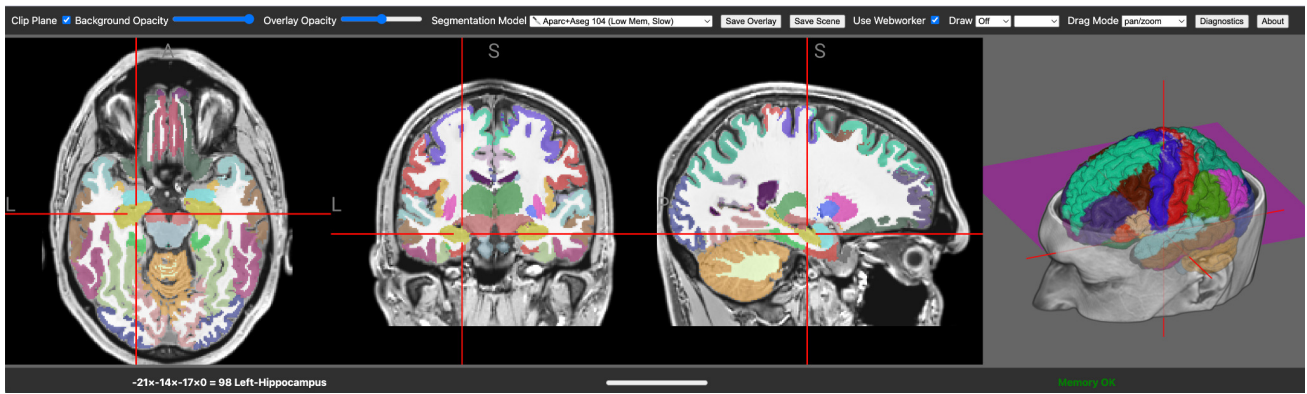 Clip Plane Background Opacity Overlay Opacity Segmentation Model Aparc+Aseg 104 (Low Mem, Slow) Save Overlay Save Scene Use Webworker Draw Off Drag Mode pan/zoom Diagnostics About
A S S
L L P
-21×-14×-17×0 = 98 Left-Hippocampus Memory OK